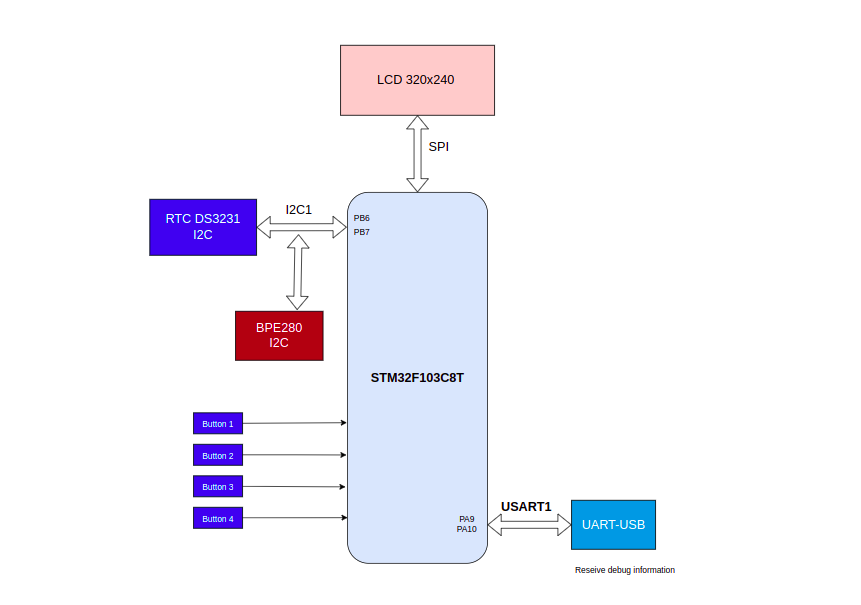 LCD 320x240
SPI
I2C1
RTC DS3231
I2C
PB6
PB7
BPE280
I2C
STM32F103C8T
Button 1
Button 2
Button 3
Button 4
PA9
PA10
USART1
UART-USB
Reseive debug information